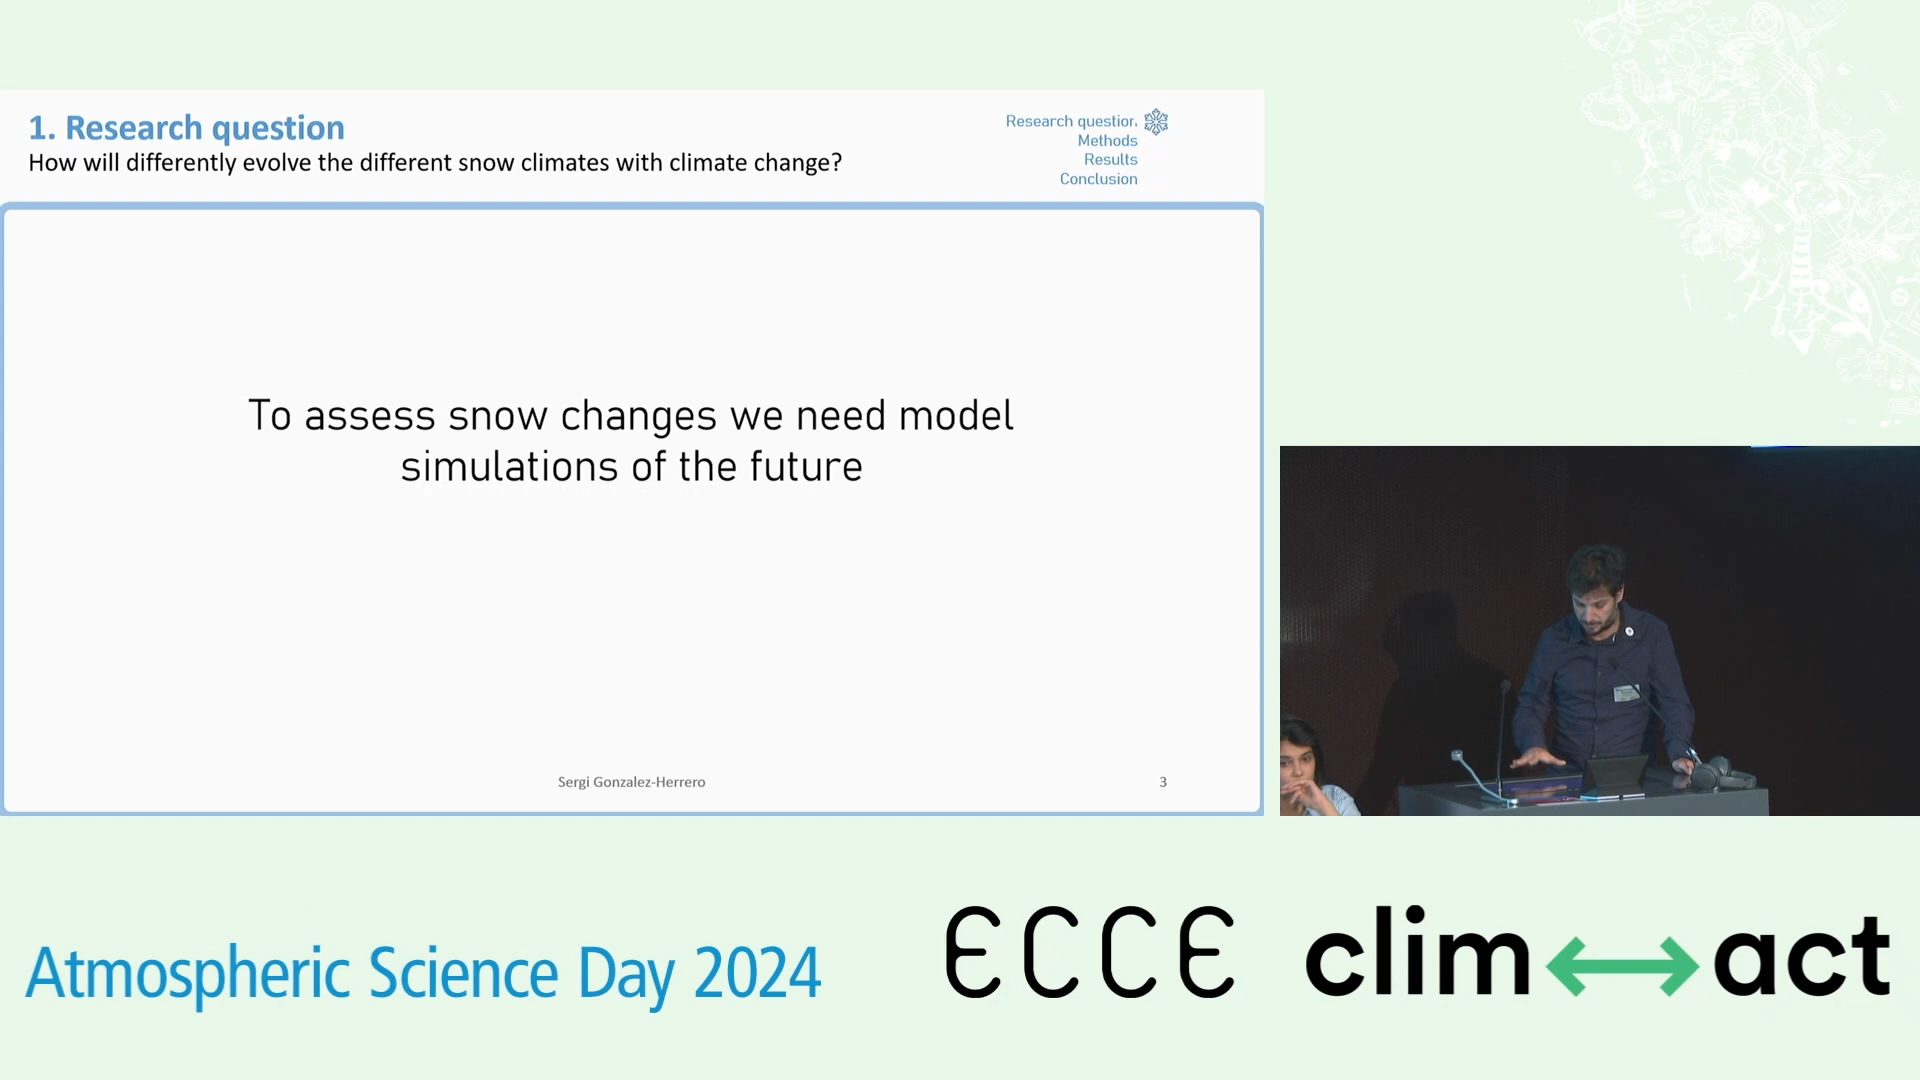 1. Research question
How will differently evolve the different snow climates with climate change?
Research question
Methods
Results
Conclusion
To assess snow changes we need model
simulations of the future
Sergi Gonzalez-Herrero
3
Atmospheric Science Day 2024
ECCE
clim act